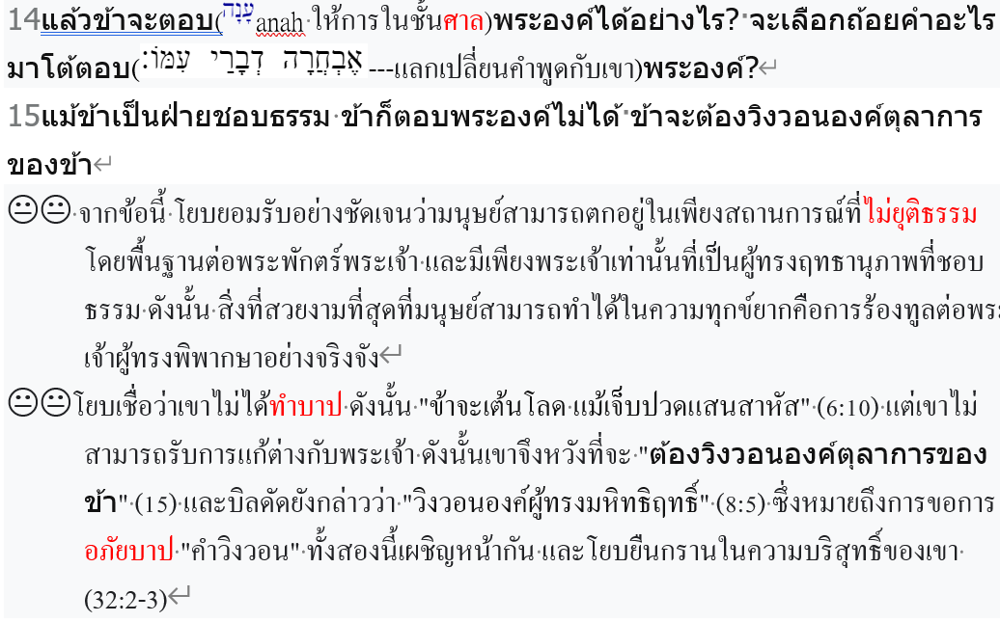 14แล้วข้าจะตอบ(עָנָה anah ให้การในชั้นศาล)พระองค์ได้อย่างไร? จะเลือกถ้อยคำอะไร
มาโต้ตอบ(אֶבְחֲרָה דְבָרַי עִמּוֹ׃---แลกเปลี่ยนคำพูดกับเขา)พระองค์?
15แม้ข้าเป็นฝ่ายชอบธรรม ข้าก็ตอบพระองค์ไม่ได้ ข้าจะต้องวิงวอนองค์ตุลาการ
ของข้า
😐😐 จากข้อนี้ โยบยอมรับอย่างชัดเจนว่ามนุษย์สามารถตกอยู่ในเพียงสถานการณ์ที่ไม่ยุติธรรม
โดยพื้นฐานต่อพระพักตร์พระเจ้า และมีเพียงพระเจ้าเท่านั้นที่เป็นผู้ทรงฤทธานุภาพที่ชอบ
ธรรม ดังนั้น สิ่งที่สวยงามที่สุดที่มนุษย์สามารถทำได้ในความทุกข์ยากคือการร้องทูลต่อพระ
เจ้าผู้ทรงพิพากษาอย่างจริงจัง
😐😐โยบเชื่อว่าเขาไม่ได้ทำบาป ดังนั้น "ข้าจะเต้นโลด แม้เจ็บปวดแสนสาหัส" (6:10) แต่เขาไม่
สามารถรับการแก้ต่างกับพระเจ้า ดังนั้นเขาจึงหวังที่จะ "ต้องวิงวอนองค์ตุลาการของ
ข้า" (15) และบิลดัดยังกล่าวว่า "วิงวอนองค์ผู้ทรงมหิทธิฤทธิ์" (8:5) ซึ่งหมายถึงการขอการ
อภัยบาป "คำวิงวอน" ทั้งสองนี้เผชิญหน้ากัน และโยบยืนกรานในความบริสุทธิ์ของเขา
(32:2-3)